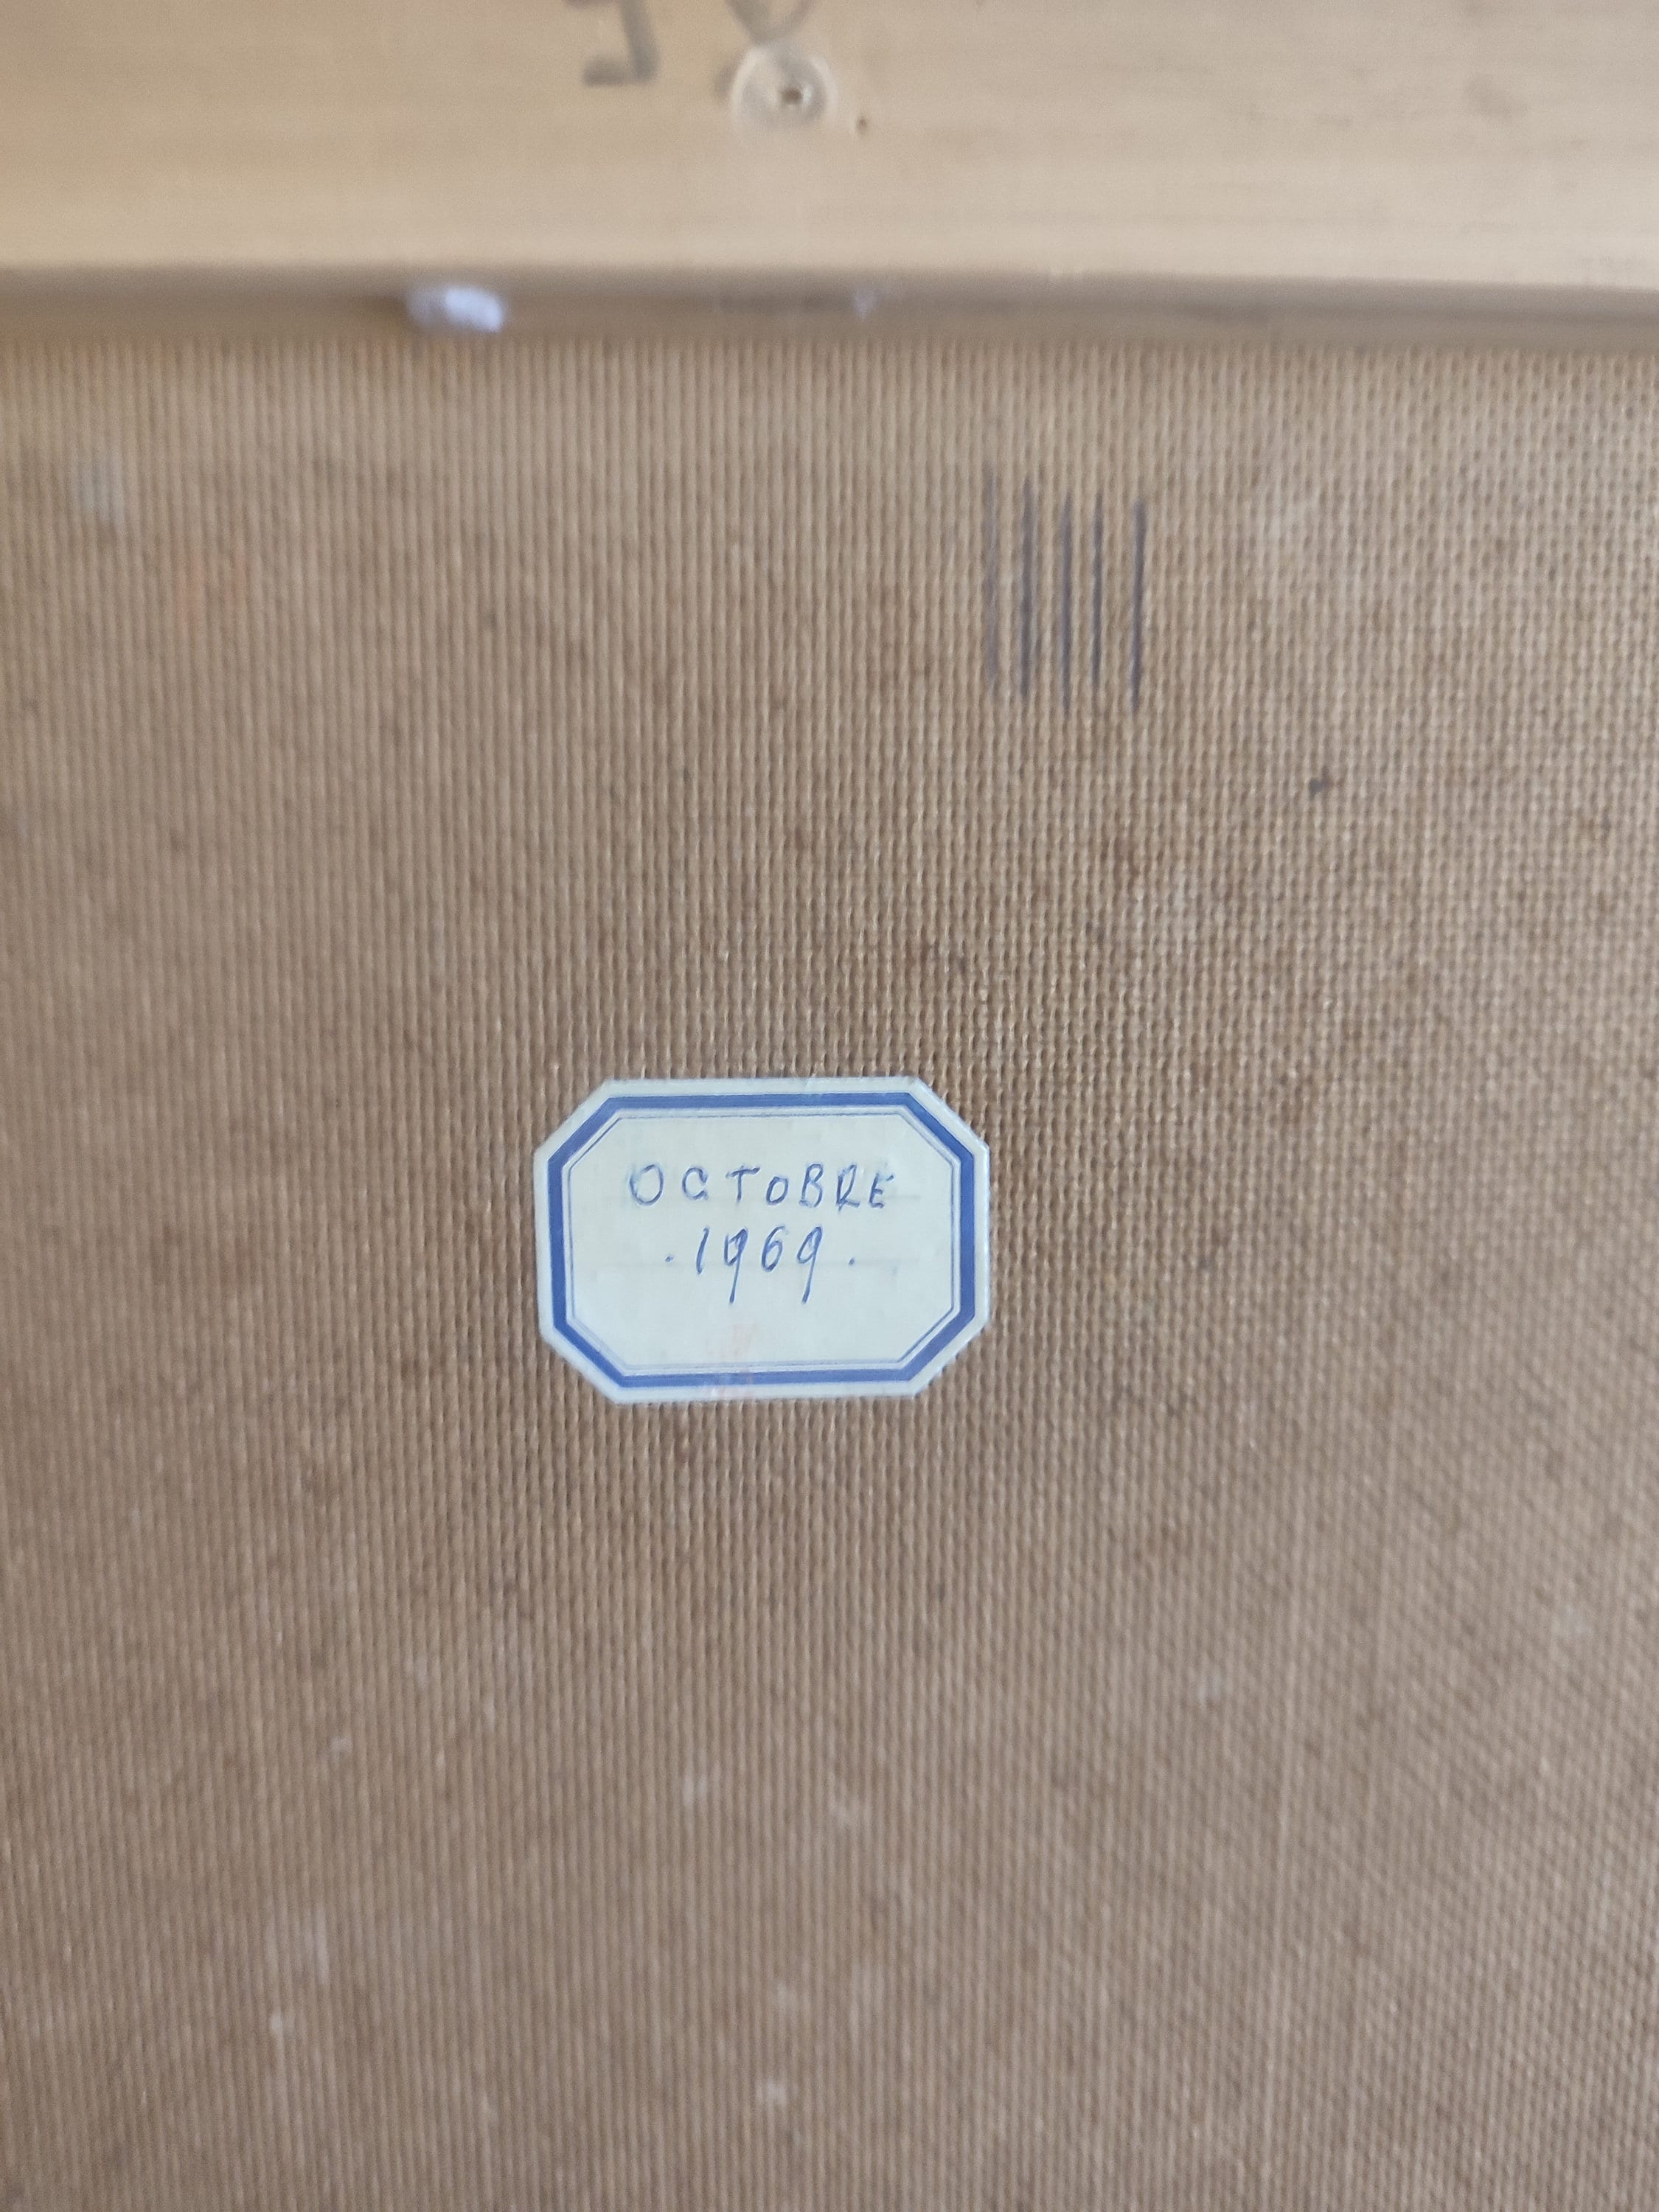 OCTOBRE
. 1969 .